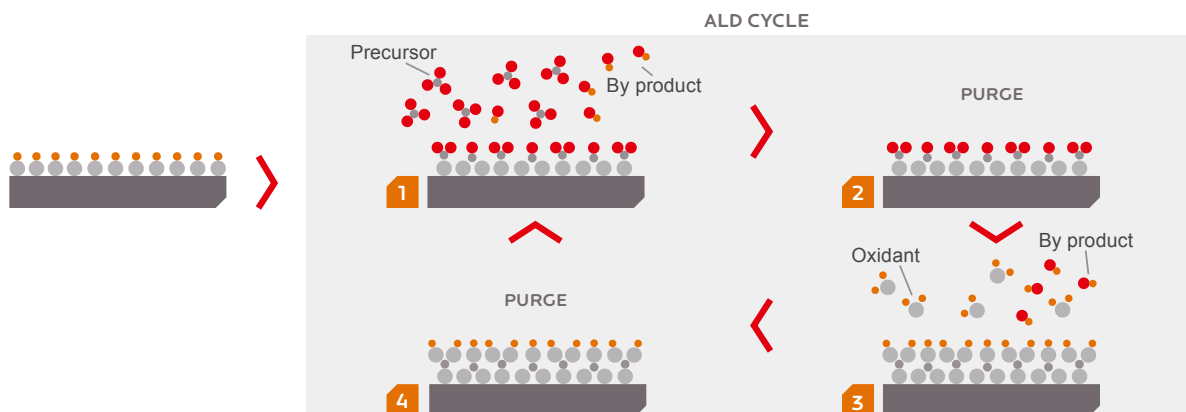 ALD CYCLE
Precursor
By product
1
PURGE
2
Oxidant
By product
3
PURGE
4